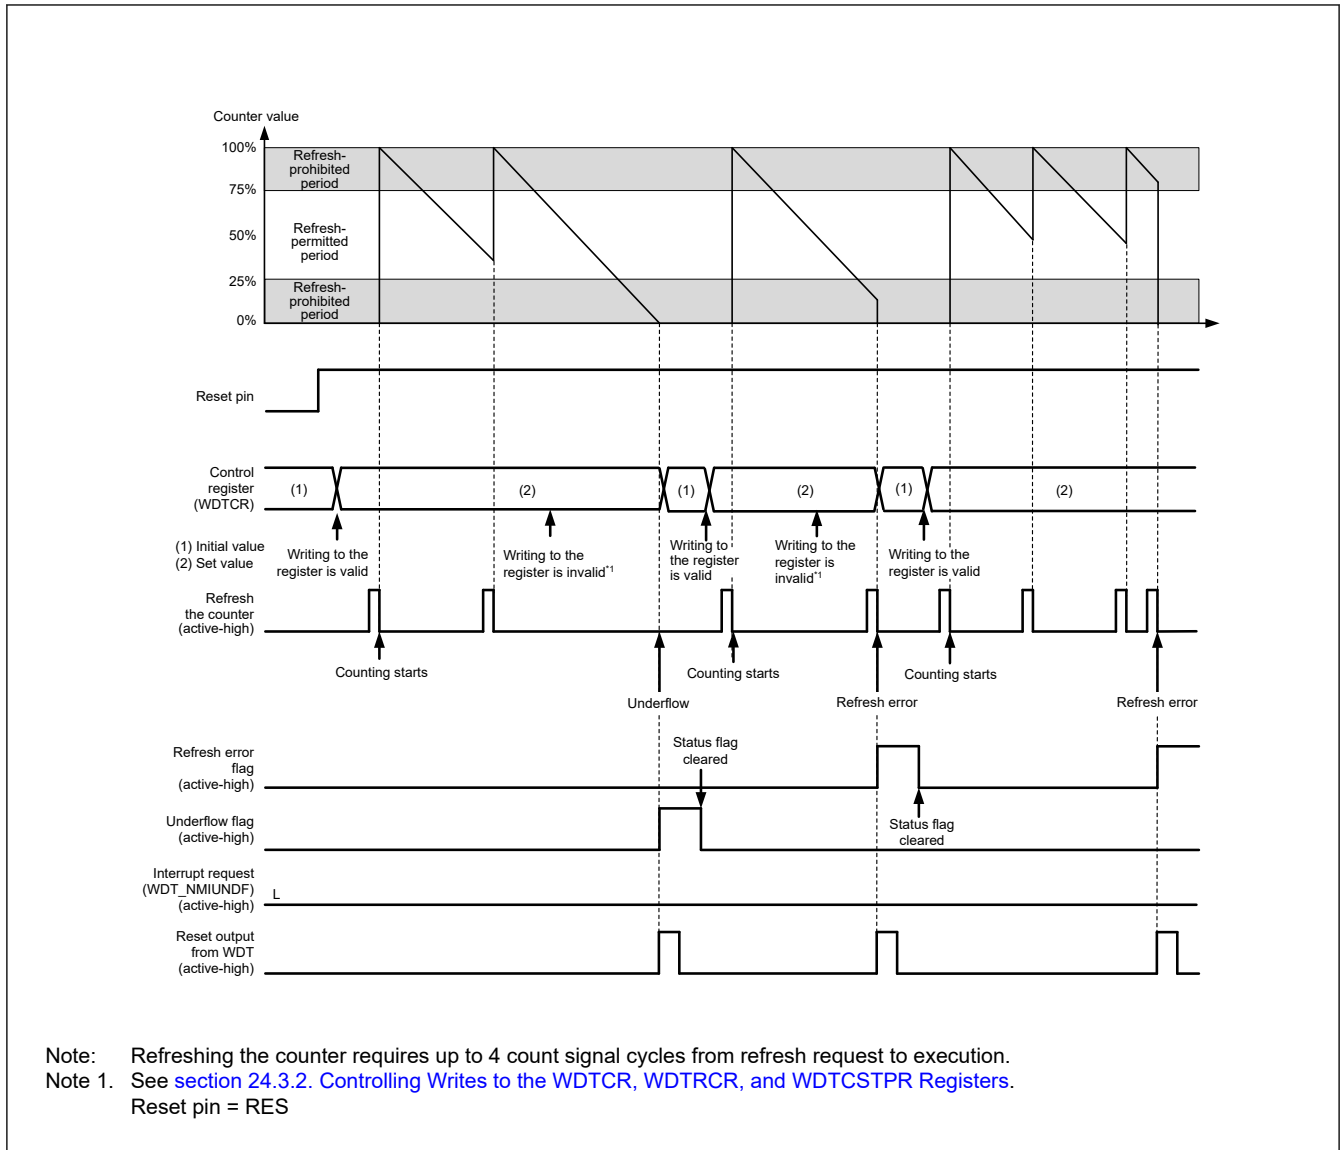 Counter value
100%
Refresh-
prohibited
period
75%
Refresh-
permitted
period
50%
25%
Refresh-
prohibited
period
0%
Reset pin
Control
register
(WDTCR)
(1)
(2)
(1)
(2)
(1)
(2)
(1) Initial value
(2) Set value
Writing to the
register is valid
Writing to the
register is invalid*1
Writing to
the register
is valid
Writing to the
register is
invalid*1
Writing to the
register is valid
Refresh
the counter
(active-high)
Counting starts
Counting starts
Counting starts
Underflow
Refresh error
Refresh error
Refresh error
flag
(active-high)
Status flag
cleared
Underflow flag
(active-high)
Status flag
cleared
Interrupt request
(WDT_NMIUNDF)
(active-high)
L
Reset output
from WDT
(active-high)
Note: Refreshing the counter requires up to 4 count signal cycles from refresh request to execution.
Note 1. See section 24.3.2. Controlling Writes to the WDTCR, WDTRCR, and WDTCSTPR Registers.
Reset pin = RES